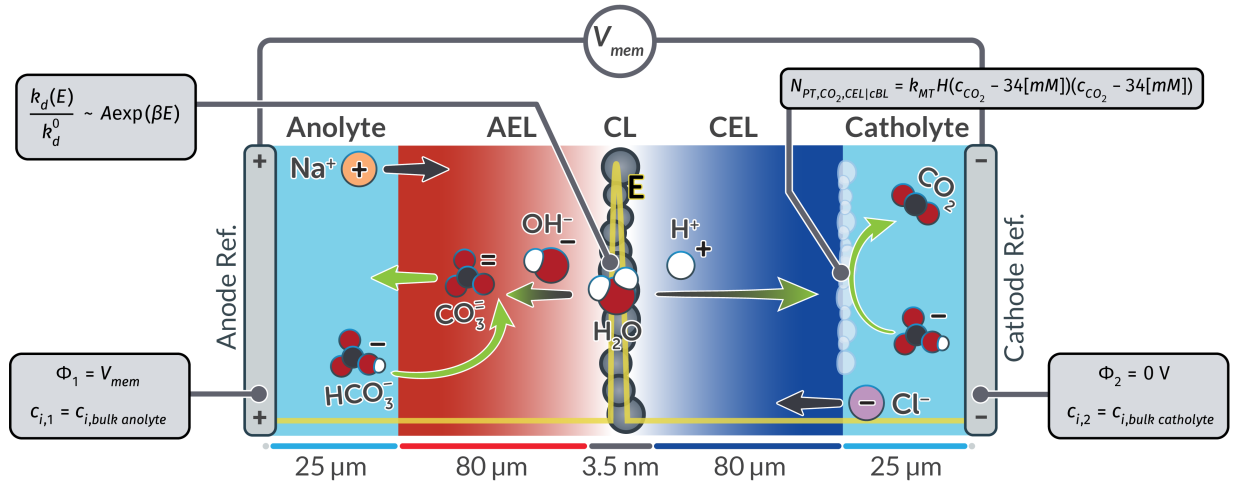 V_mem
k_d(E)
k_d^0
~ Aexp(βE)
N_PT,CO₂,CEL|cBL = k_MT H(c_CO₂ − 34[mM])(c_CO₂ − 34[mM])
Anolyte
AEL
CL
CEL
Catholyte
+
−
Na⁺
+
E
CO₂
OH⁻
−
H⁺
+
=
CO₃⁼
−
H₂O
−
HCO₃⁻
Anode Ref.
Cathode Ref.
Φ₁ = V_mem
c_i,1 = c_i,bulk anolyte
Φ₂ = 0 V
c_i,2 = c_i,bulk catholyte
−
Cl⁻
+
−
25 μm
80 μm
3.5 nm
80 μm
25 μm